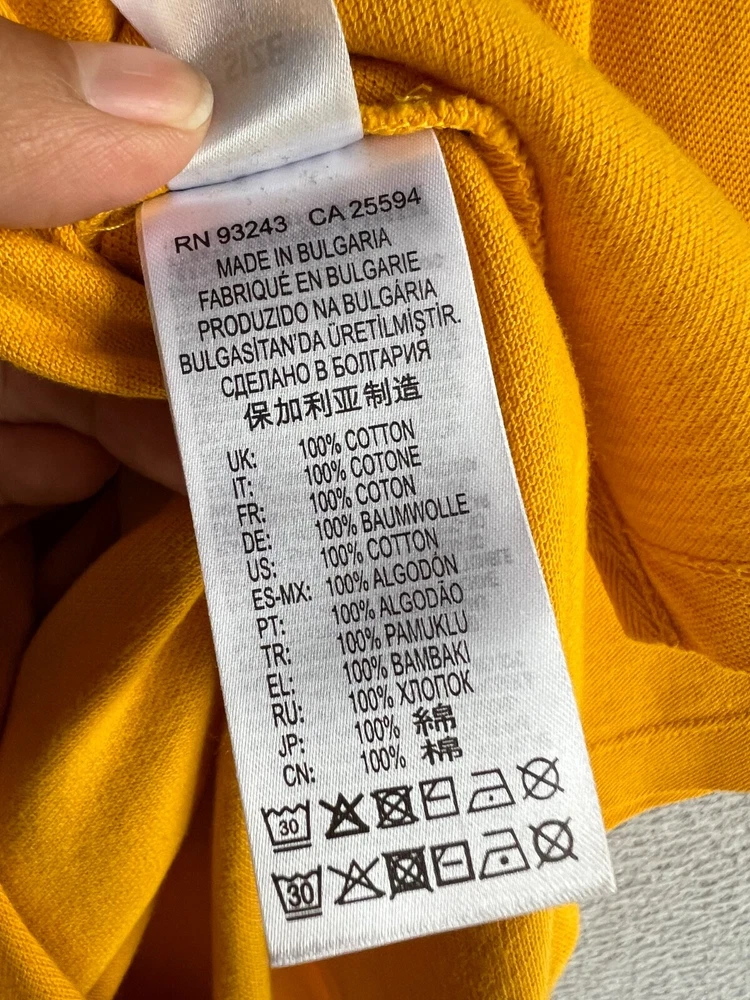 SIZE
RN 93243 CA 25594
MADE IN BULGARIA
FABRIQUÉ EN BULGARIE
PRODUZIDO NA BULGÁRIA
BULGASİTAN'DA ÜRETİLMİŞTİR.
СДЕЛАНО В БОЛГАРИЯ
保加利亚制造
UK: 100% COTTON
IT: 100% COTONE
FR: 100% COTON
DE: 100% BAUMWOLLE
US: 100% COTTON
ES-MX: 100% ALGODÓN
PT: 100% ALGODÃO
TR: 100% PAMUKLU
EL: 100% BAMBAKI
RU: 100% ХЛОПОК
JP: 100% 綿
CN: 100% 棉
30
30